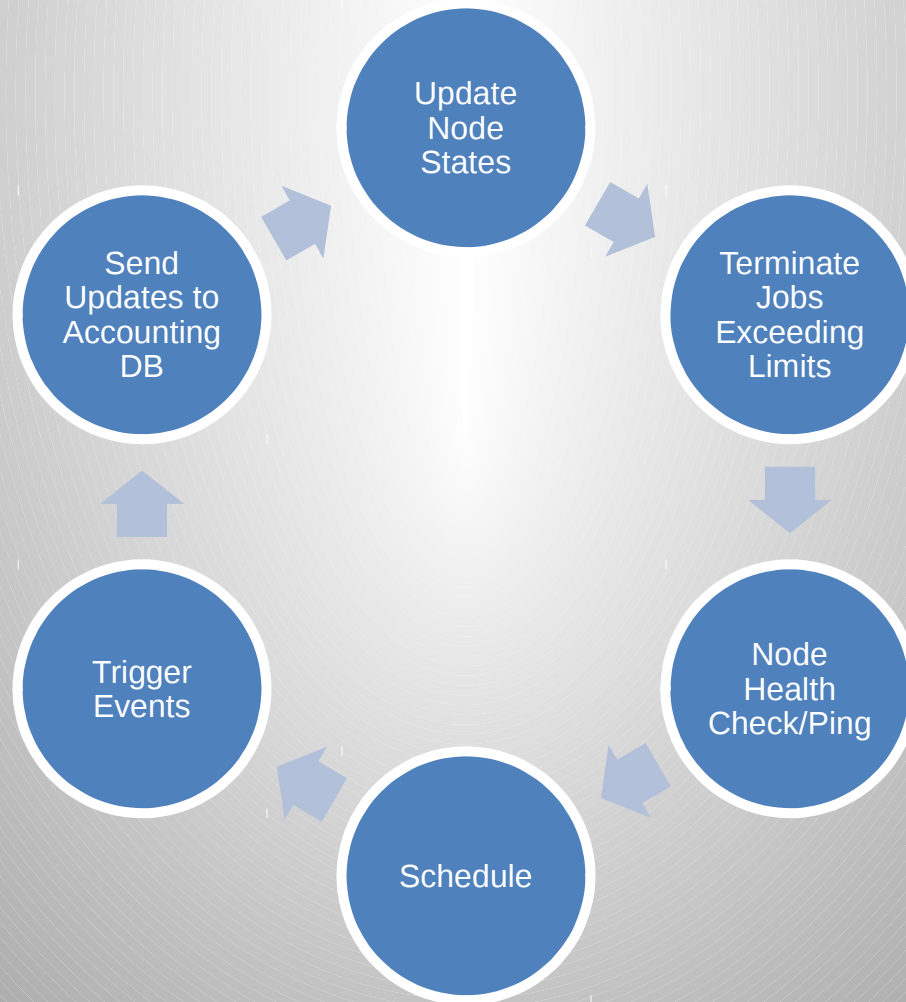 Update
Node
States
Terminate
Jobs
Exceeding
Limits
Node
Health
Check/Ping
Schedule
Trigger
Events
Send
Updates to
Accounting
DB